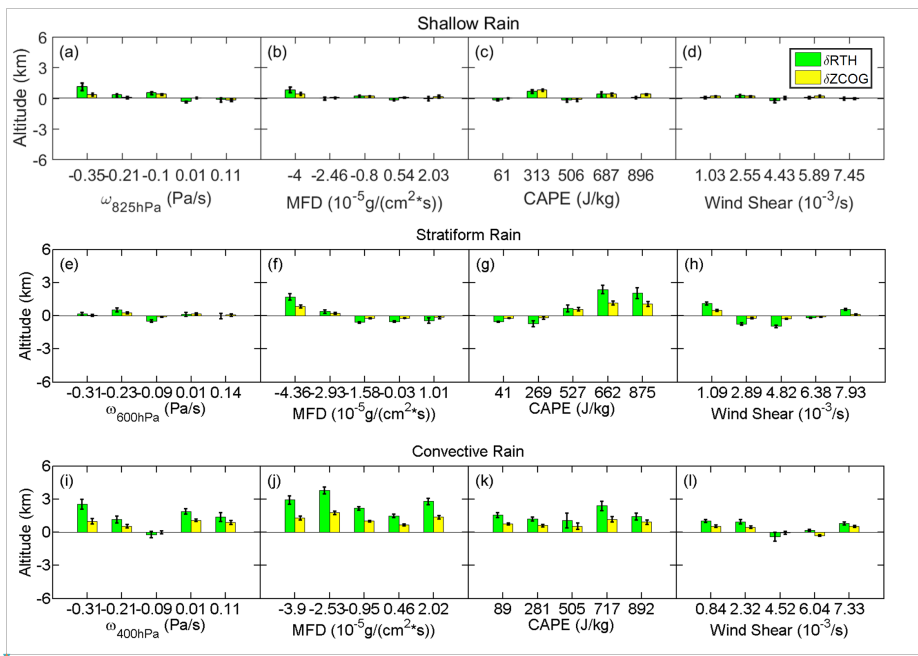 Shallow Rain
6
3
0
-3
-6
Altitude (km)
(a)
(b)
(c)
(d)
δRTH
δZCOG
-0.35 -0.21 -0.1 0.01 0.11
-4 -2.46 -0.8 0.54 2.03
61 313 506 687 896
1.03 2.55 4.43 5.89 7.45
ω825hPa (Pa/s)
MFD (10-5g/(cm2*s))
CAPE (J/kg)
Wind Shear (10-3/s)
Stratiform Rain
6
3
0
-3
-6
Altitude (km)
(e)
(f)
(g)
(h)
-0.31 -0.23 -0.09 0.01 0.14
-4.36 -2.93 -1.58 -0.03 1.01
41 269 527 662 875
1.09 2.89 4.82 6.38 7.93
ω600hPa (Pa/s)
MFD (10-5g/(cm2*s))
CAPE (J/kg)
Wind Shear (10-3/s)
Convective Rain
6
3
0
-3
-6
Altitude (km)
(i)
(j)
(k)
(l)
-0.31 -0.21 -0.09 0.01 0.11
-3.9 -2.53 -0.95 0.46 2.02
89 281 505 717 892
0.84 2.32 4.52 6.04 7.33
ω400hPa (Pa/s)
MFD (10-5g/(cm2*s))
CAPE (J/kg)
Wind Shear (10-3/s)